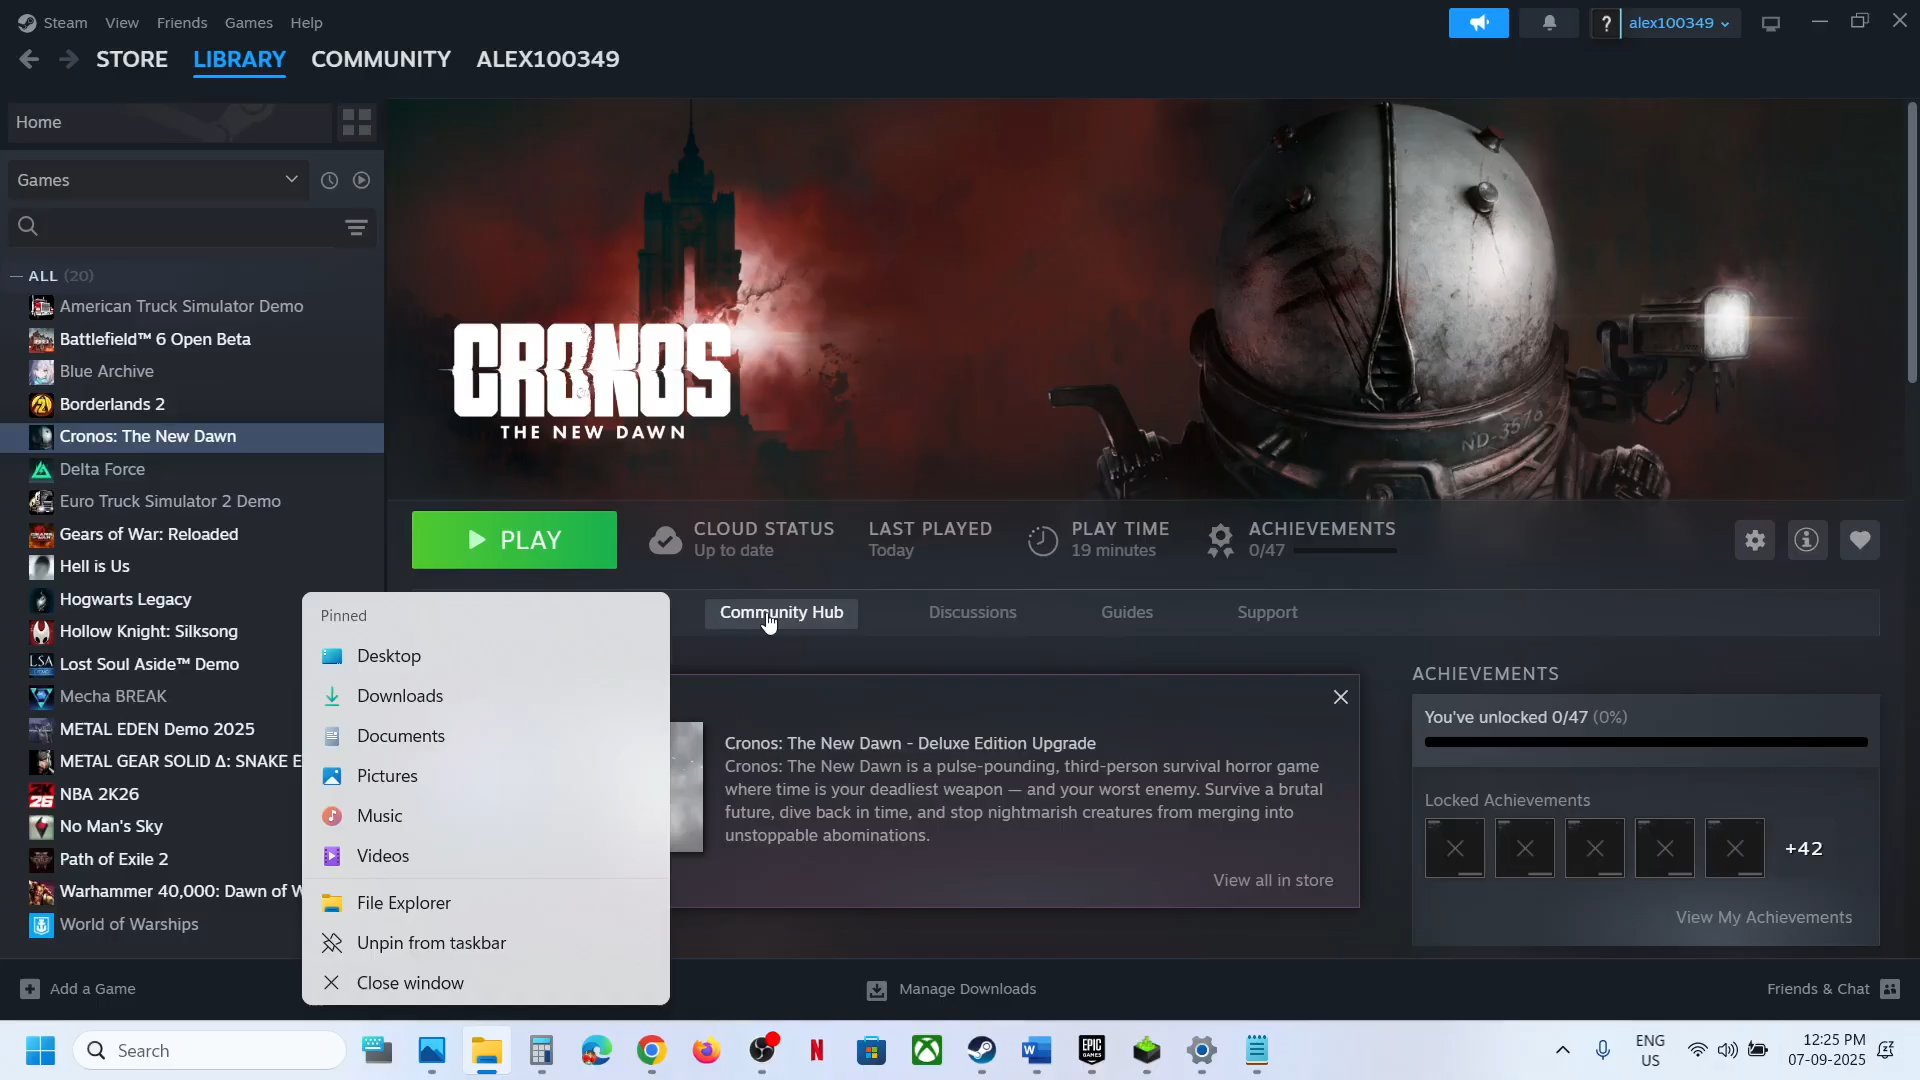 Steam View Friends Games Help
? alex100349
STORE LIBRARY COMMUNITY ALEX100349
Home
Games
ALL (20)
American Truck Simulator Demo
Battlefield™ 6 Open Beta
Blue Archive
Borderlands 2
Cronos: The New Dawn
Delta Force
Euro Truck Simulator 2 Demo
Gears of War: Reloaded
Hell is Us
Hogwarts Legacy
Hollow Knight: Silksong
Lost Soul Aside™ Demo
Mecha BREAK
METAL EDEN Demo 2025
METAL GEAR SOLID Δ: SNAKE E
NBA 2K26
No Man's Sky
Path of Exile 2
Warhammer 40,000: Dawn of W
World of Warships
CRONOS
THE NEW DAWN
ND-3576
PLAY
CLOUD STATUS
Up to date
LAST PLAYED
Today
PLAY TIME
19 minutes
ACHIEVEMENTS
0/47
Community Hub Discussions Guides Support
Pinned
Desktop
Downloads
Documents
Pictures
Music
Videos
File Explorer
Unpin from taskbar
Close window
Cronos: The New Dawn - Deluxe Edition Upgrade
Cronos: The New Dawn is a pulse-pounding, third-person survival horror game
where time is your deadliest weapon — and your worst enemy. Survive a brutal
future, dive back in time, and stop nightmarish creatures from merging into
unstoppable abominations.
View all in store
ACHIEVEMENTS
You've unlocked 0/47 (0%)
Locked Achievements
+42
View My Achievements
Add a Game
Manage Downloads
Friends & Chat
Search
ENG
US
12:25 PM
07-09-2025